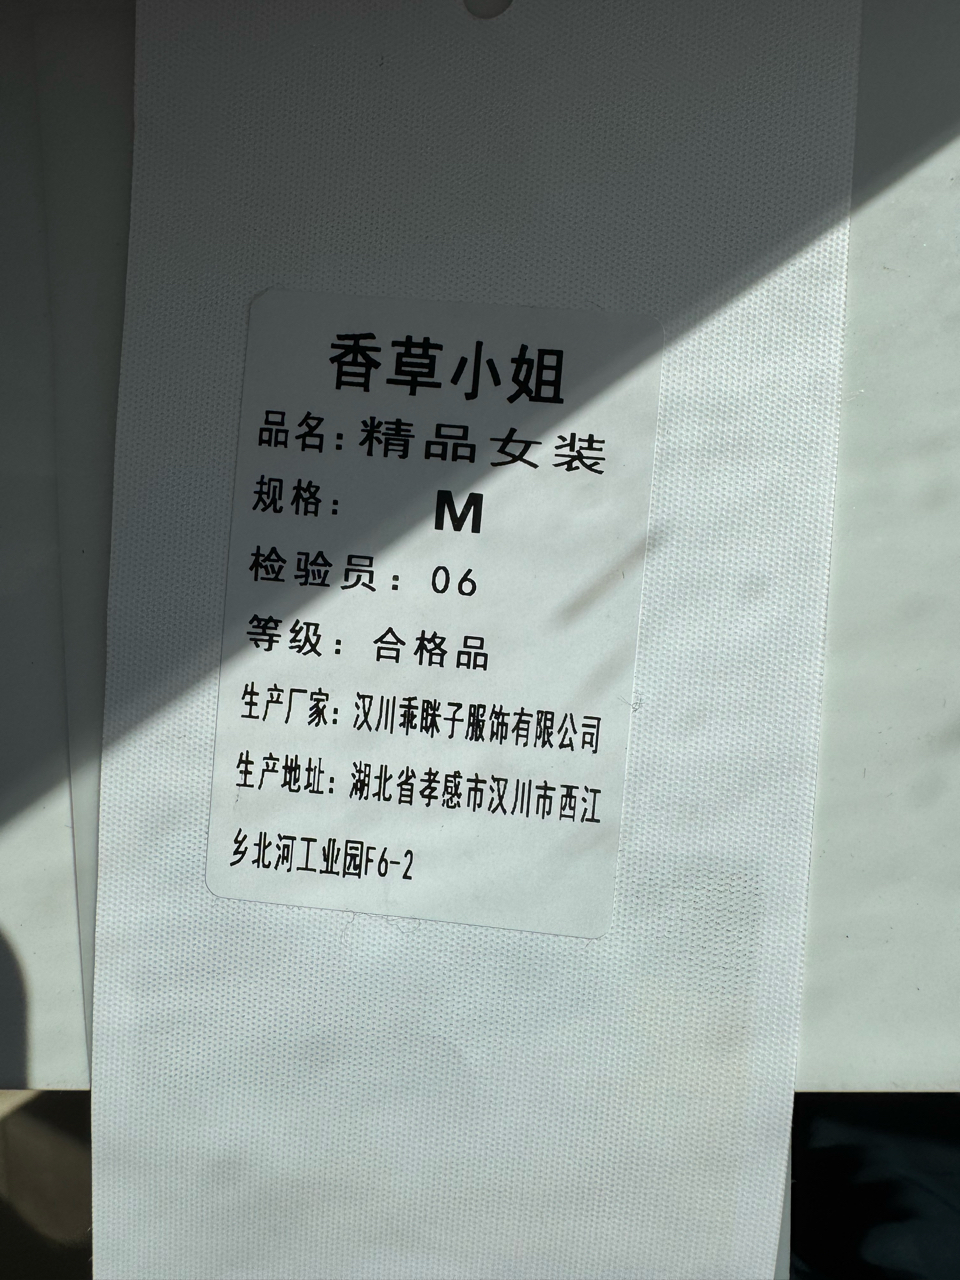 香草小姐
品名：精品女装
规格： M
检验员：06
等级：合格品
生产厂家：汉川乖眯子服饰有限公司
生产地址：湖北省孝感市汉川市西江
乡北河工业园F6-2